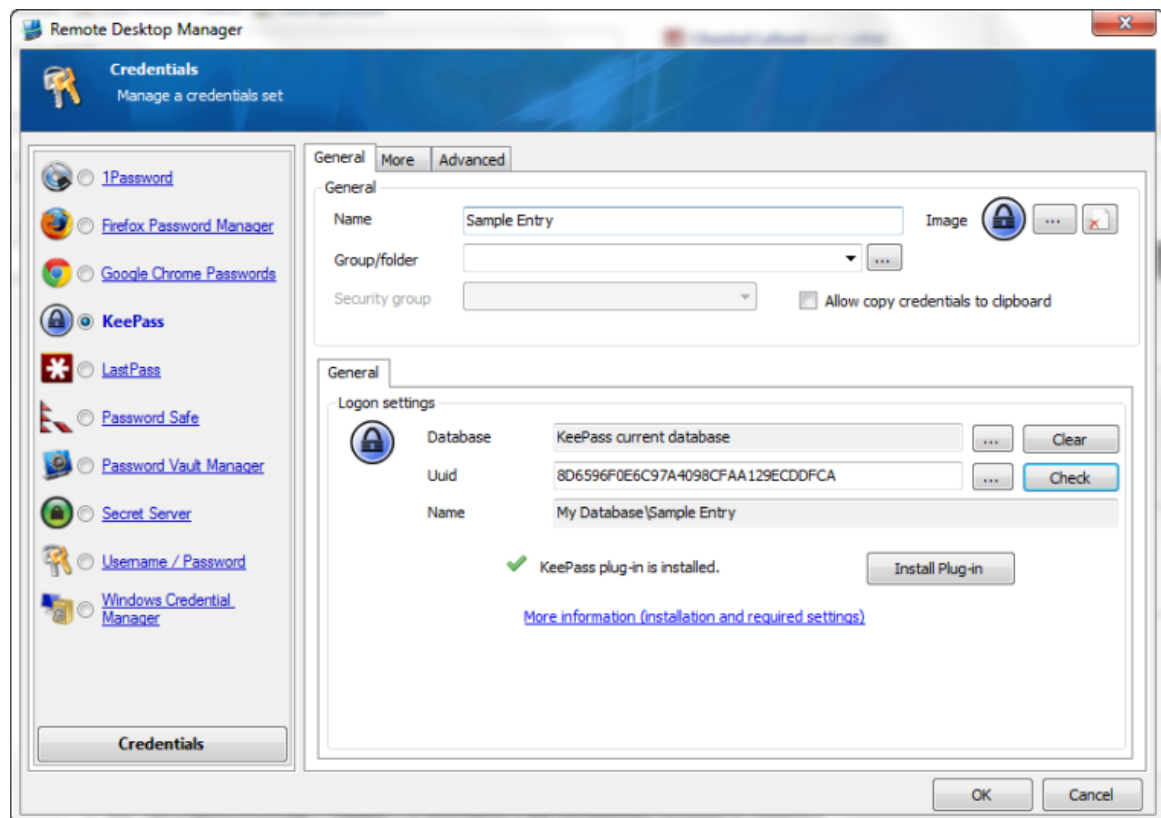 Remote Desktop Manager
Credentials
Manage a credentials set
1Password
Firefox Password Manager
Google Chrome Passwords
KeePass
LastPass
Password Safe
Password Vault Manager
Secret Server
Username / Password
Windows Credential
Manager
Credentials
General More Advanced
General
Name Sample Entry Image ...
Group/folder ...
Security group Allow copy credentials to clipboard
General
Logon settings
Database KeePass current database ... Clear
Uuid 8D6596F0E6C97A4098CFAA129ECDDFCA ... Check
Name My Database\Sample Entry
KeePass plug-in is installed. Install Plug-in
More information (installation and required settings)
OK Cancel